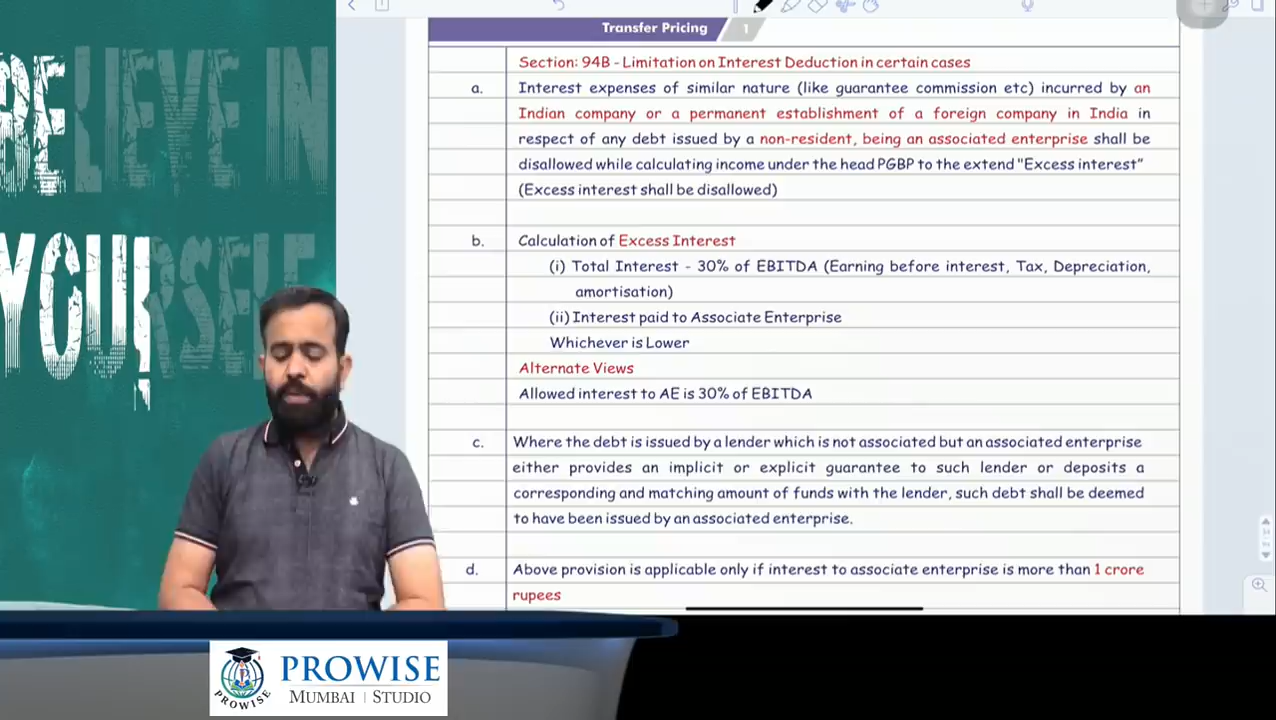 BELIEVE IN
YOURSELF
Transfer Pricing 1
Section: 94B - Limitation on Interest Deduction in certain cases
a. Interest expenses of similar nature (like guarantee commission etc) incurred by an
Indian company or a permanent establishment of a foreign company in India in
respect of any debt issued by a non-resident, being an associated enterprise shall be
disallowed while calculating income under the head PGBP to the extend "Excess interest"
(Excess interest shall be disallowed)
b. Calculation of Excess Interest
(i) Total Interest - 30% of EBITDA (Earning before interest, Tax, Depreciation,
amortisation)
(ii) Interest paid to Associate Enterprise
Whichever is Lower
Alternate Views
Allowed interest to AE is 30% of EBITDA
c. Where the debt is issued by a lender which is not associated but an associated enterprise
either provides an implicit or explicit guarantee to such lender or deposits a
corresponding and matching amount of funds with the lender, such debt shall be deemed
to have been issued by an associated enterprise.
d. Above provision is applicable only if interest to associate enterprise is more than 1 crore
rupees
PROWISE
PROWISE
MUMBAI | STUDIO